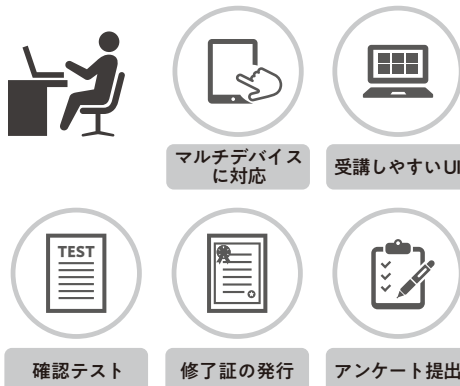 マルチデバイス
に対応
受講しやすいUI
TEST
確認テスト
修了証の発行
アンケート提出